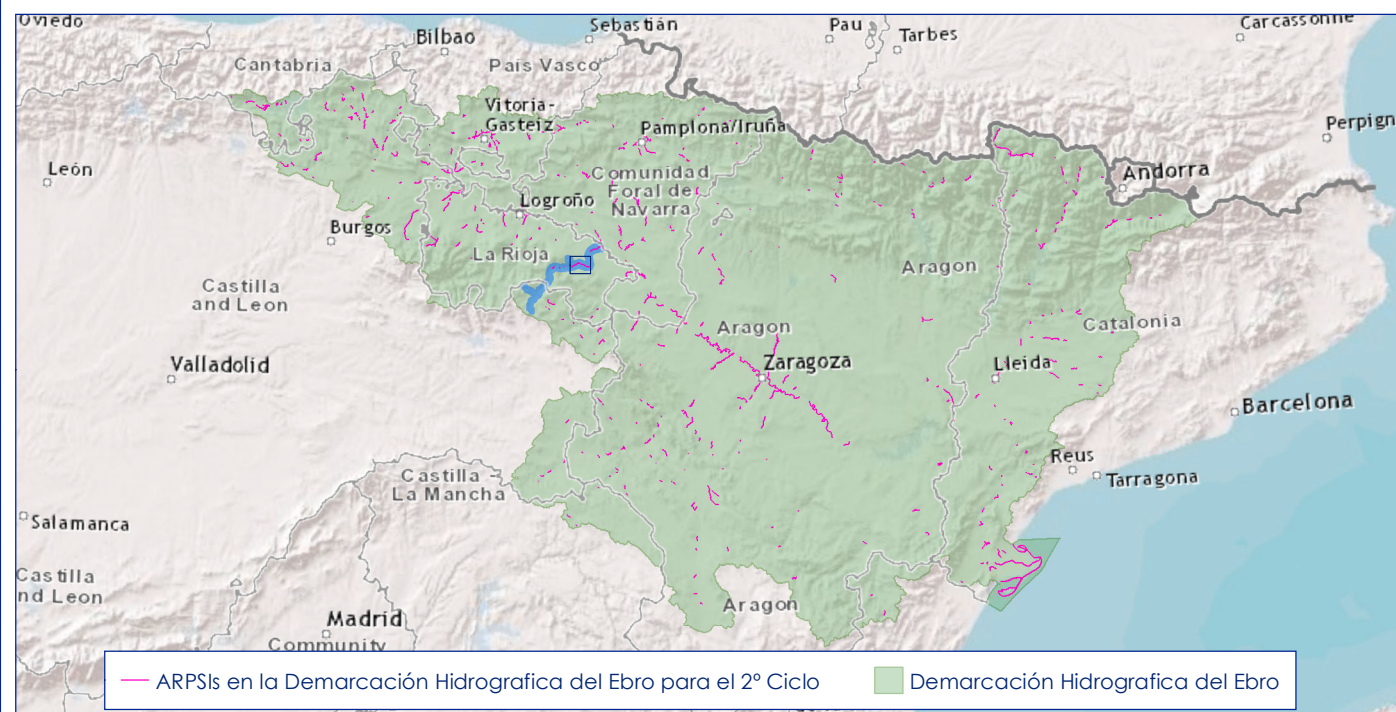 Oviedo
Sebastián
Pau
Carcassonne
Bilbao
Tarbes
Cantabria
País Vasco
Vitoria-
Gasteiz
Pamplona/Iruña
Perpign
León
Comunidad
Foral de
Navarra
Andorra
Logroño
Burgos
La Rioja
Aragon
Castilla
and Leon
Aragon
Catalonia
Valladolid
Zaragoza
Lleida
Barcelona
Reus
Castilla
La Mancha
Tarragona
Salamanca
Castilla
nd Leon
Aragon
Madrid
Community
ARPSIs en la Demarcación Hidrografica del Ebro para el 2º Ciclo
Demarcación Hidrografica del Ebro